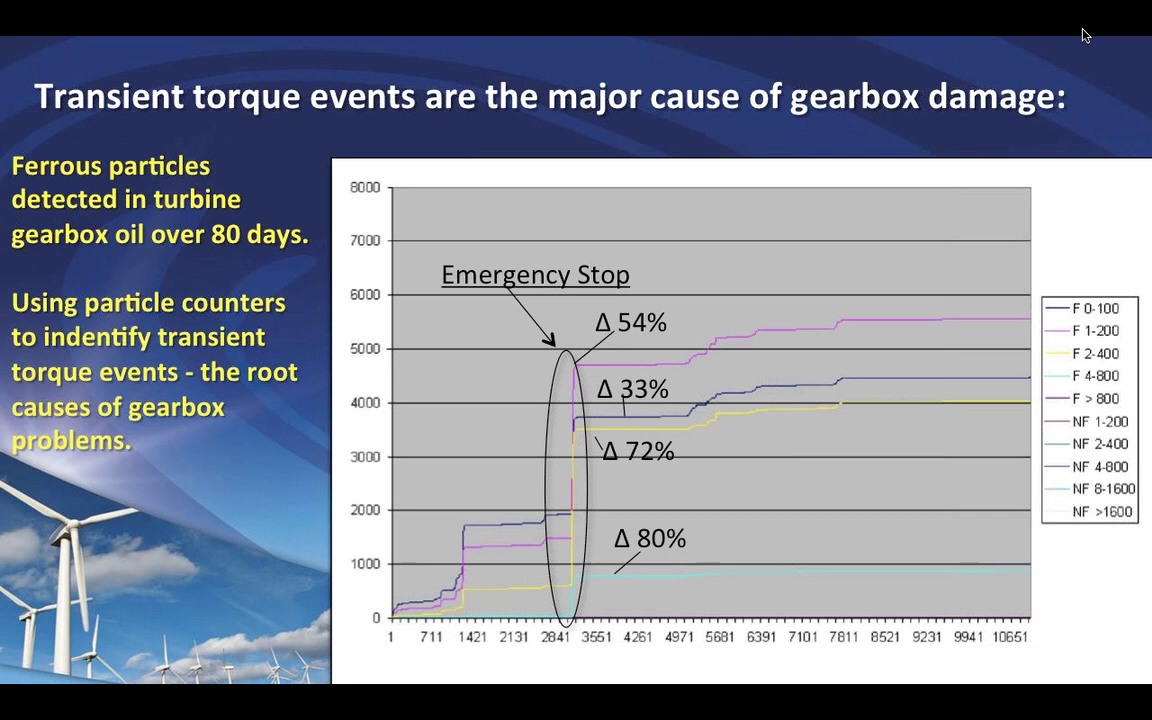 Transient torque events are the major cause of gearbox damage:
Ferrous particles
detected in turbine
gearbox oil over 80 days.
Using particle counters
to indentify transient
torque events - the root
causes of gearbox
problems.
8000
7000
6000
5000
4000
3000
2000
1000
0
Emergency Stop
Δ 54%
Δ 33%
Δ 72%
Δ 80%
1 711 1421 2131 2841 3551 4261 4971 5681 6391 7101 7811 8521 9231 9941 10651
F 0-100
F 1-200
F 2-400
F 4-800
F > 800
NF 1-200
NF 2-400
NF 4-800
NF 8-1600
NF >1600